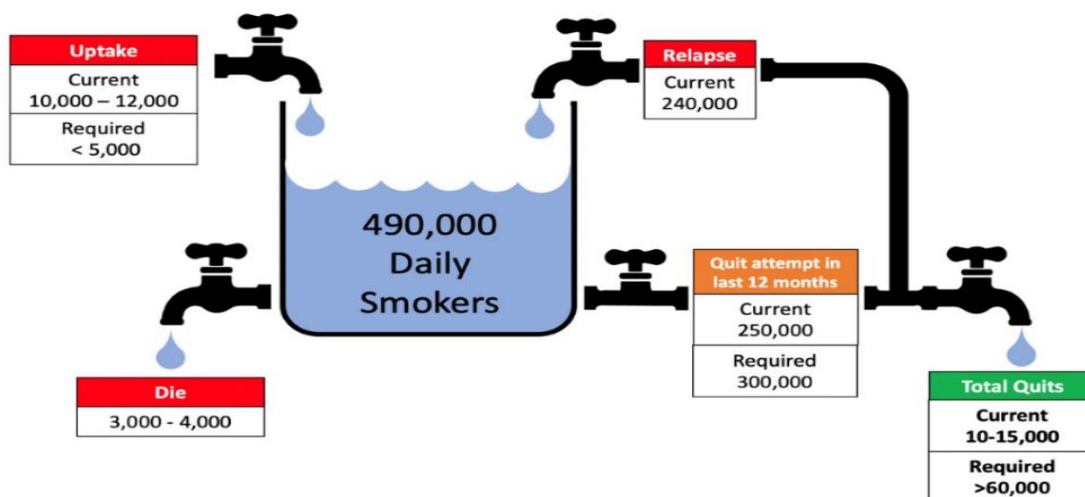 Uptake
Current
10,000 – 12,000
Required
< 5,000
Relapse
Current
240,000
490,000
Daily
Smokers
Quit attempt in
last 12 months
Current
250,000
Required
300,000
Die
3,000 - 4,000
Total Quits
Current
10-15,000
Required
>60,000